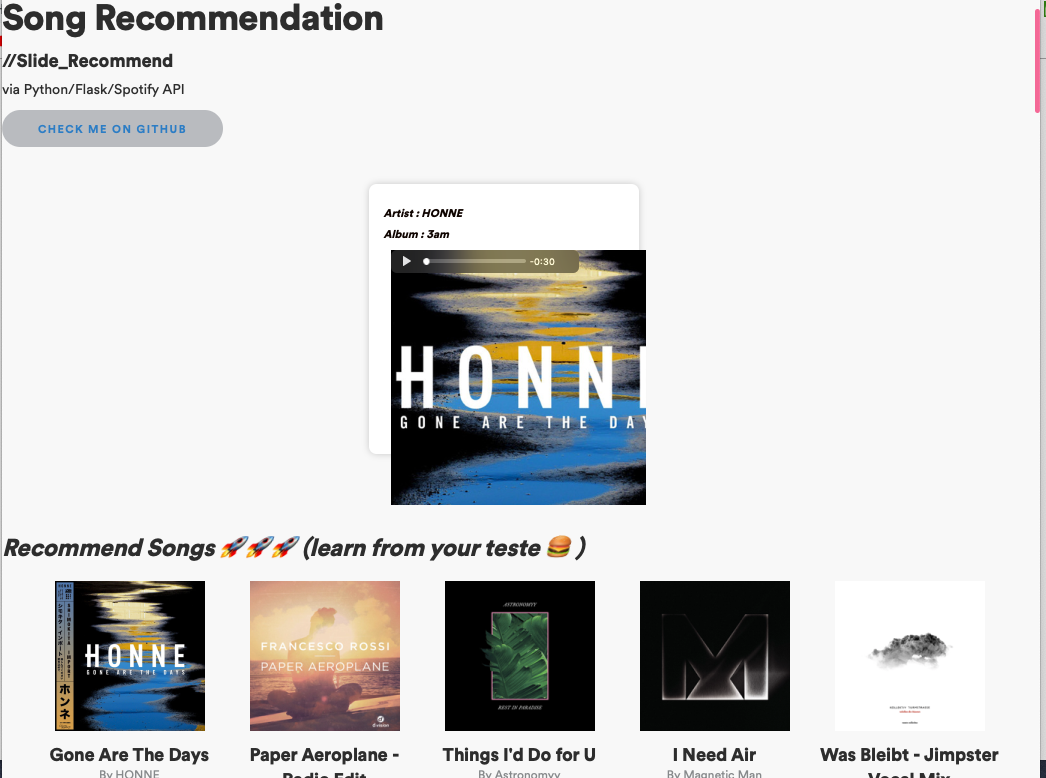 Song Recommendation
//Slide_Recommend
via Python/Flask/Spotify API
CHECK ME ON GITHUB
Artist : HONNE
Album : 3am
-0:30
HONN
GONE ARE THE DAY
Recommend Songs 🚀🚀🚀 (learn from your teste 🍔 )
HONNE
GONE ARE THE DAYS
ホンネ
FRANCESCO ROSSI
PAPER AEROPLANE
ASTRONOMYY
REST IN PARADISE
M
Gone Are The Days
By HONNE
Paper Aeroplane -
Radio Edit
Things I'd Do for U
By Astronomyy
I Need Air
By Magnetic Man
Was Bleibt - Jimpster
Vocal Mix